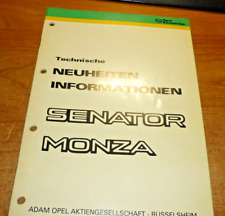 Technische
NEUHEITEN
INFORMATIONEN
SENATOR
MONZA
ADAM OPEL AKTIENGESELLSCHAFT - RÜSSELSHEIM